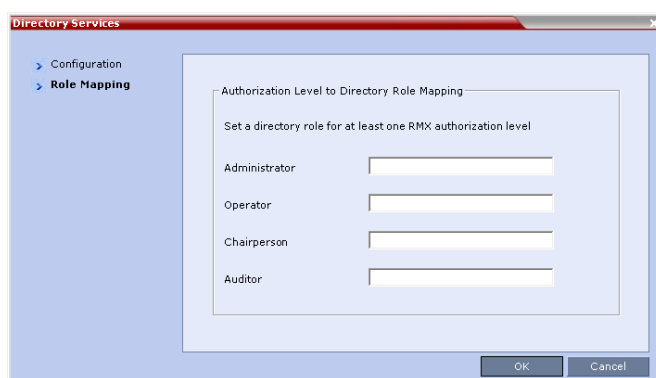 Directory Services
Configuration
Role Mapping
Authorization Level to Directory Role Mapping
Set a directory role for at least one RMX authorization level
Administrator
Operator
Chairperson
Auditor
OK
Cancel